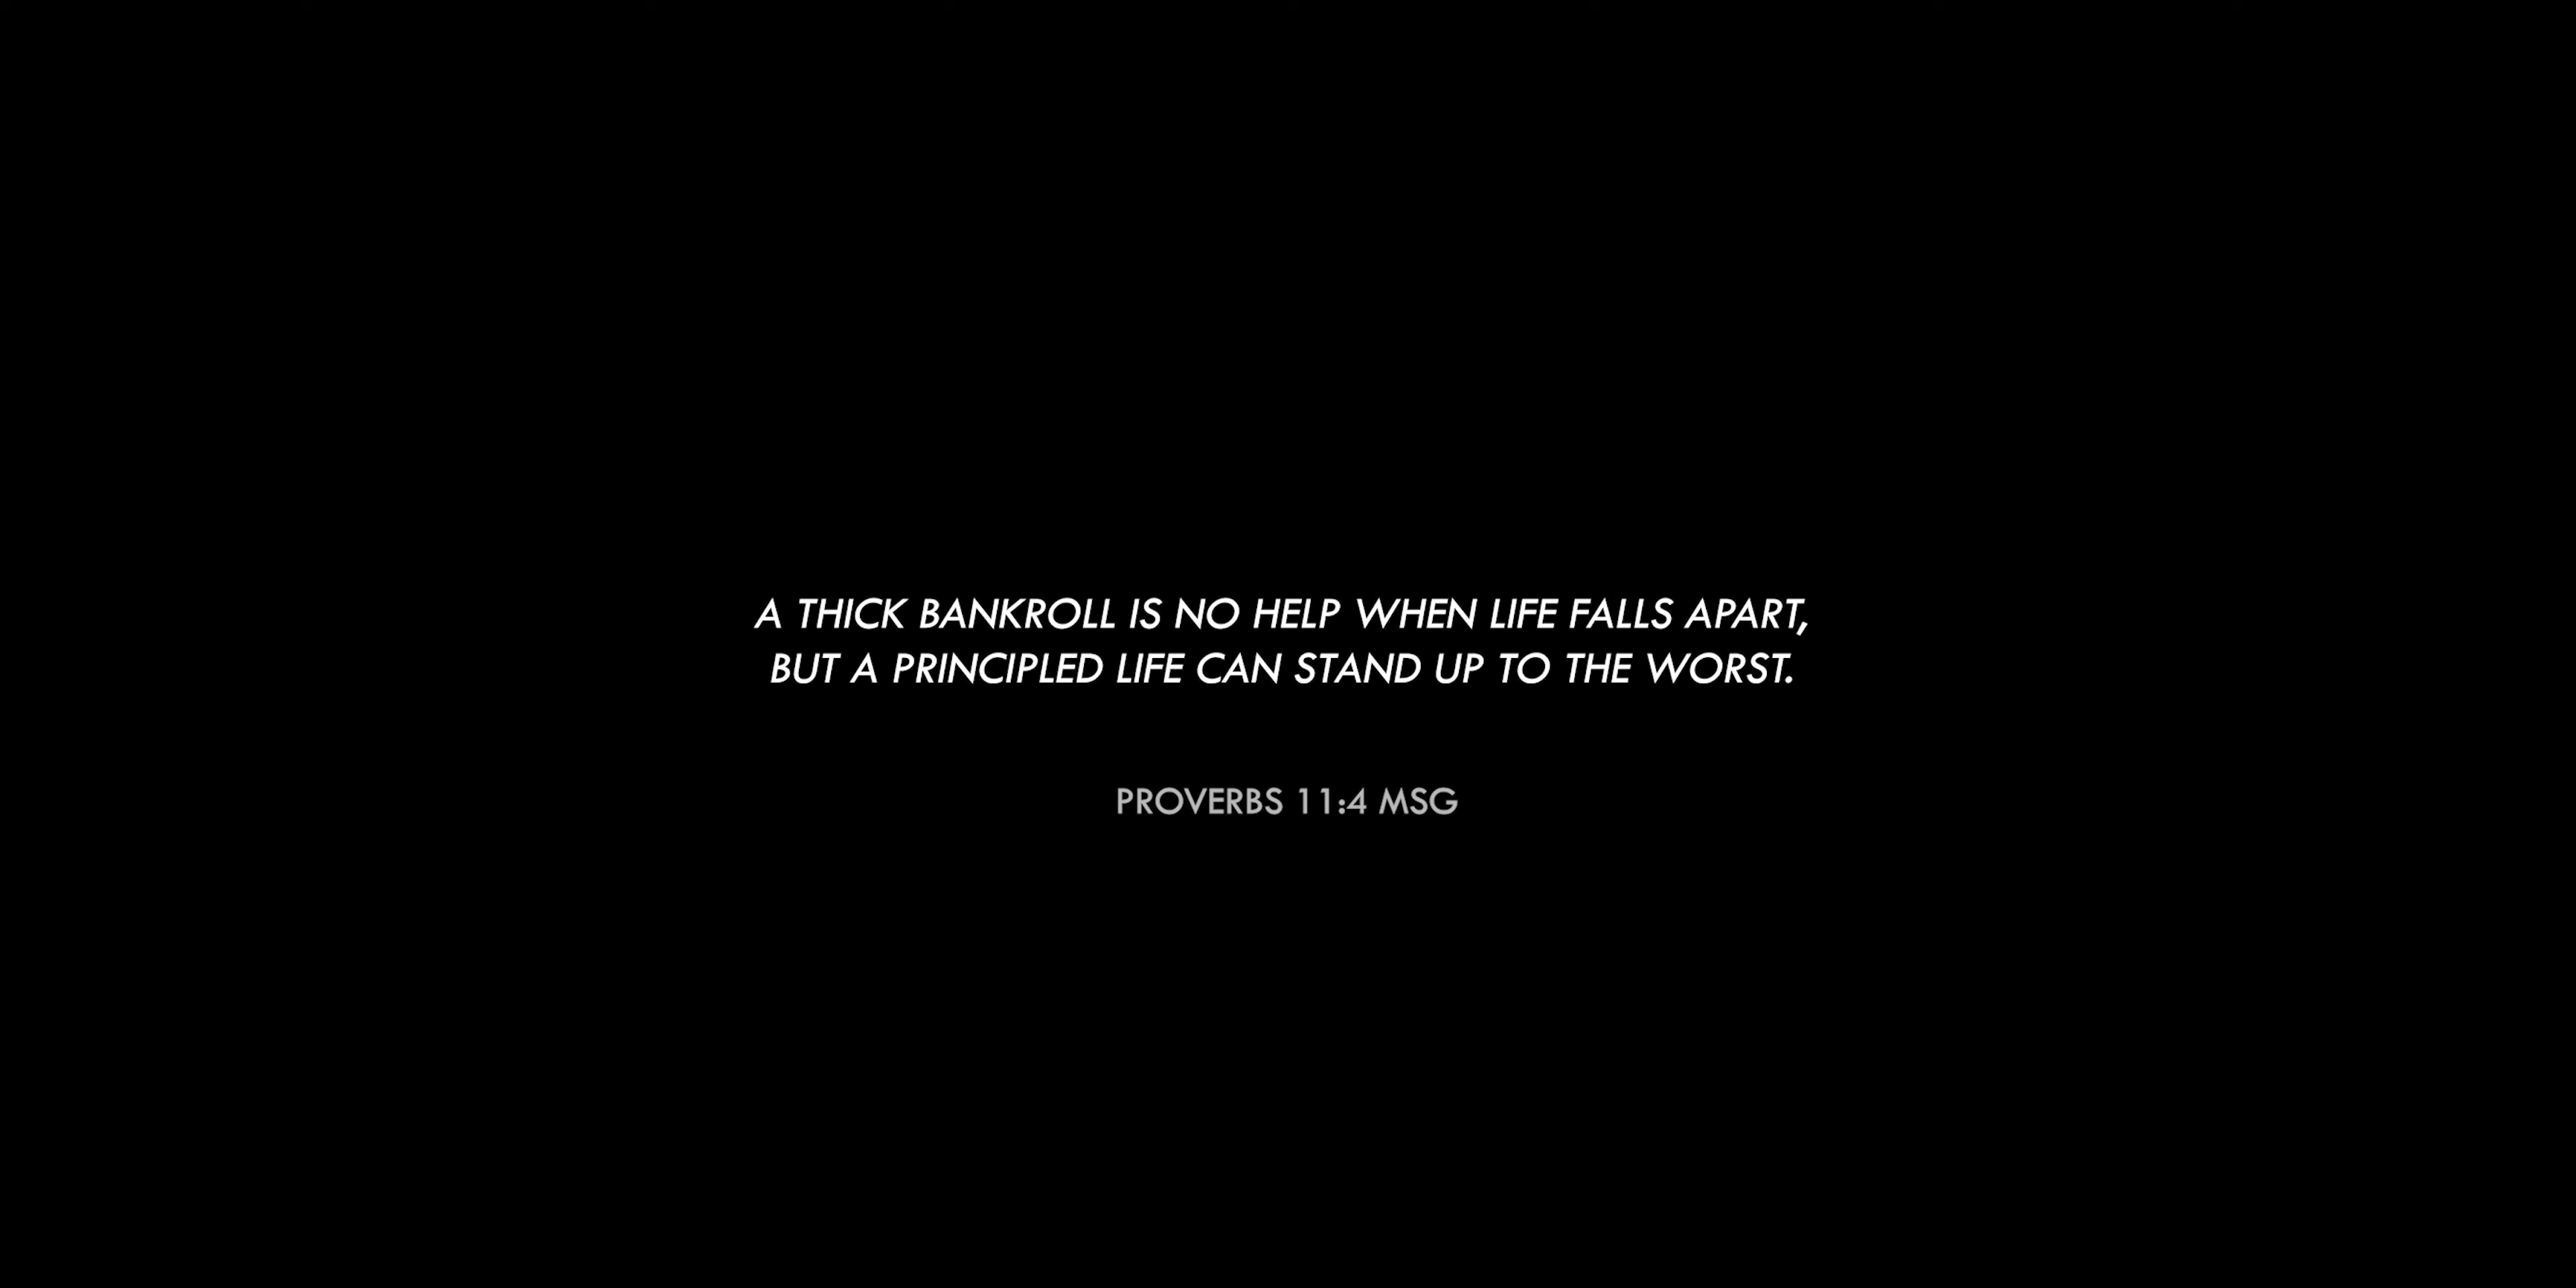 A THICK BANKROLL IS NO HELP WHEN LIFE FALLS APART,
BUT A PRINCIPLED LIFE CAN STAND UP TO THE WORST.
PROVERBS 11:4 MSG